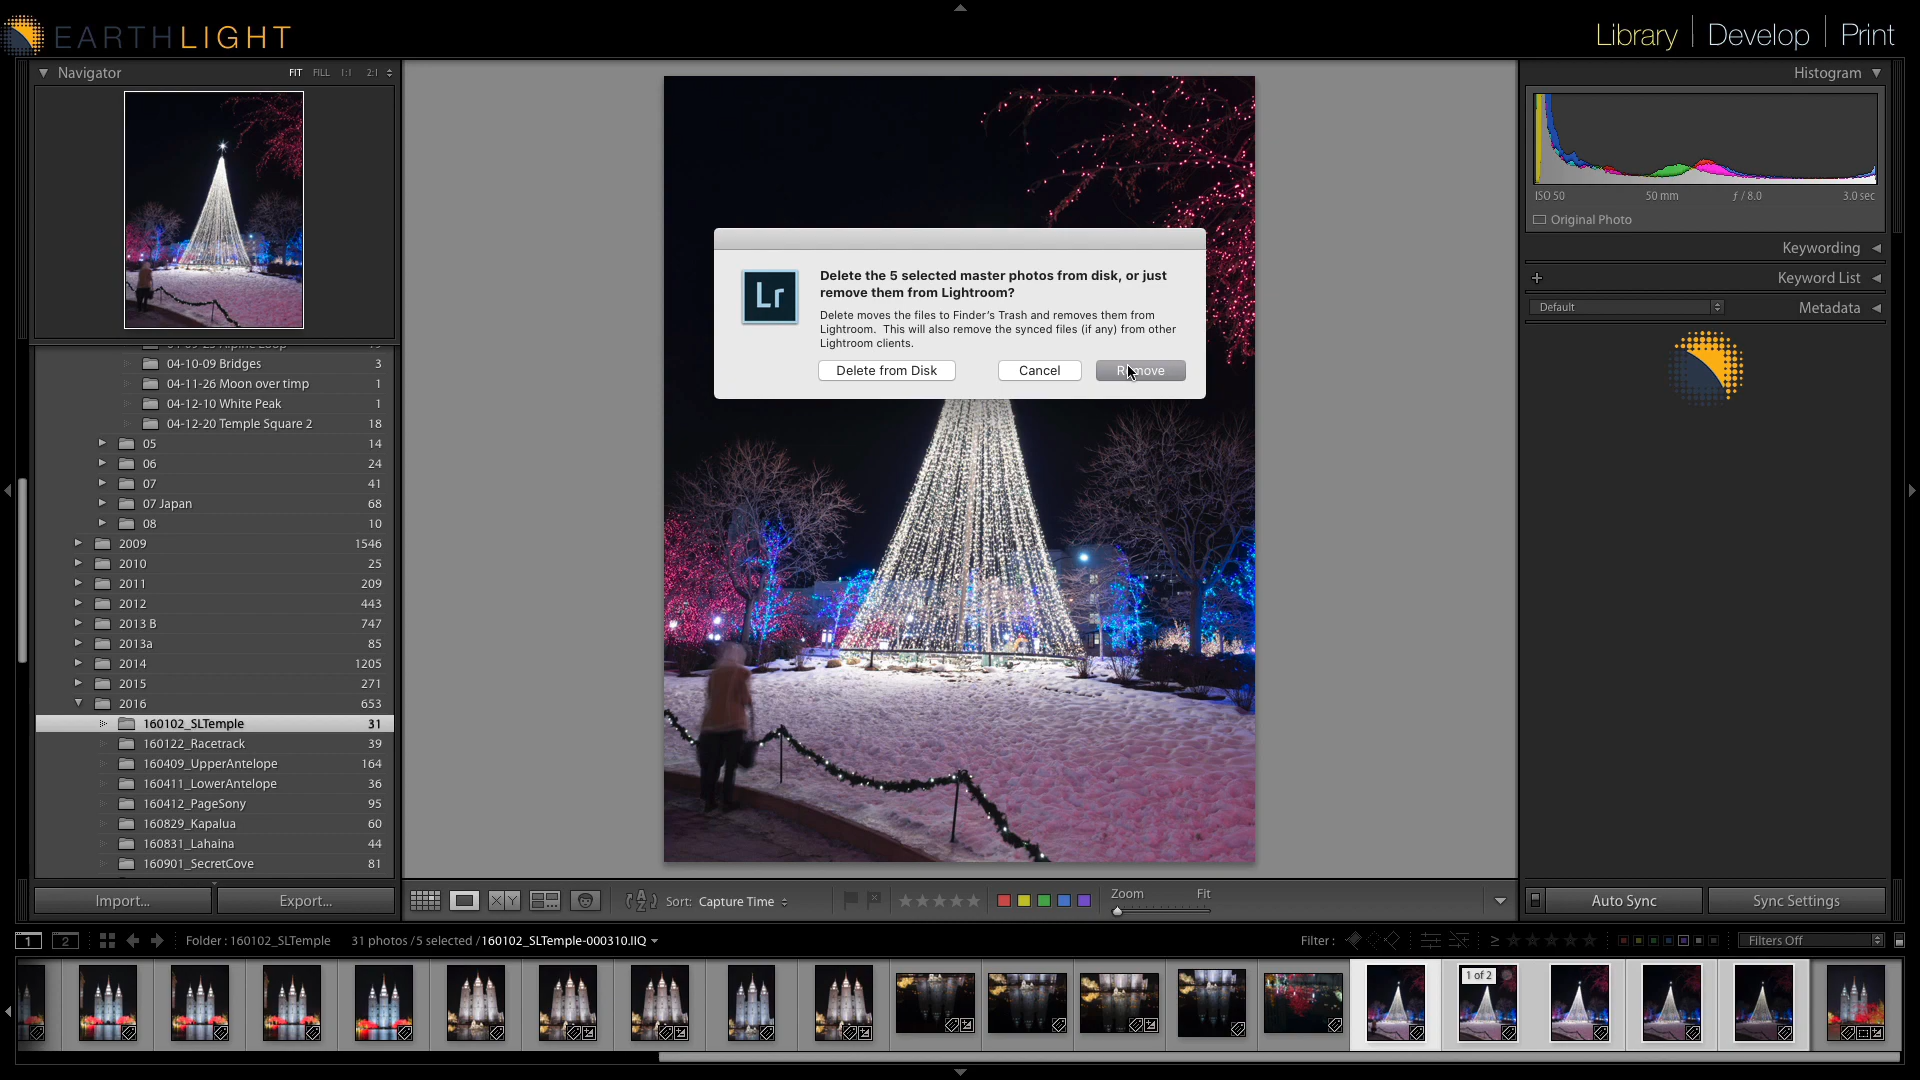 EARTHLIGHT
Library
Develop
Print
Navigator
FIT FILL 1:1 2:1
04-10-09 Bridges 3
04-11-26 Moon over timp 1
04-12-10 White Peak 1
04-12-20 Temple Square 2 18
05 14
06 24
07 41
07 Japan 68
08 10
2009 1546
2010 25
2011 209
2012 443
2013 B 747
2013a 85
2014 1205
2015 271
2016 653
160102_SLTemple 31
160122_Racetrack 39
160409_UpperAntelope 164
160411_LowerAntelope 36
160412_PageSony 95
160829_Kapalua 60
160831_Lahaina 44
160901_SecretCove 81
Import...
Export...
Lr
Delete the 5 selected master photos from disk, or just
remove them from Lightroom?
Delete moves the files to Finder's Trash and removes them from
Lightroom. This will also remove the synced files (if any) from other
Lightroom clients.
Delete from Disk
Cancel
Remove
Histogram
ISO 50 50 mm ƒ / 8.0 3.0 sec
Original Photo
Keywording
Keyword List
Default
Metadata
XY
Sort: Capture Time
Zoom Fit
Auto Sync
Sync Settings
1 2
Folder : 160102_SLTemple
31 photos / 5 selected / 160102_SLTemple-000310.IIQ
Filter :
≥
Filters Off
1 of 2